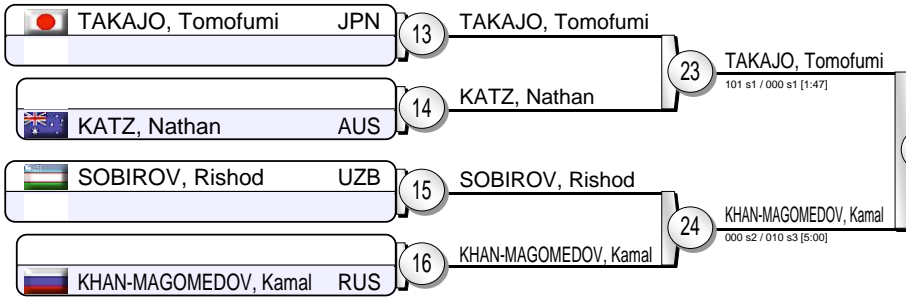 TAKAJO, Tomofumi JPN
13
TAKAJO, Tomofumi
23
TAKAJO, Tomofumi
101 s1 / 000 s1 [1:47]
14
KATZ, Nathan
KATZ, Nathan AUS
SOBIROV, Rishod UZB
15
SOBIROV, Rishod
24
KHAN-MAGOMEDOV, Kamal
000 s2 / 010 s3 [5:00]
16
KHAN-MAGOMEDOV, Kamal
KHAN-MAGOMEDOV, Kamal RUS